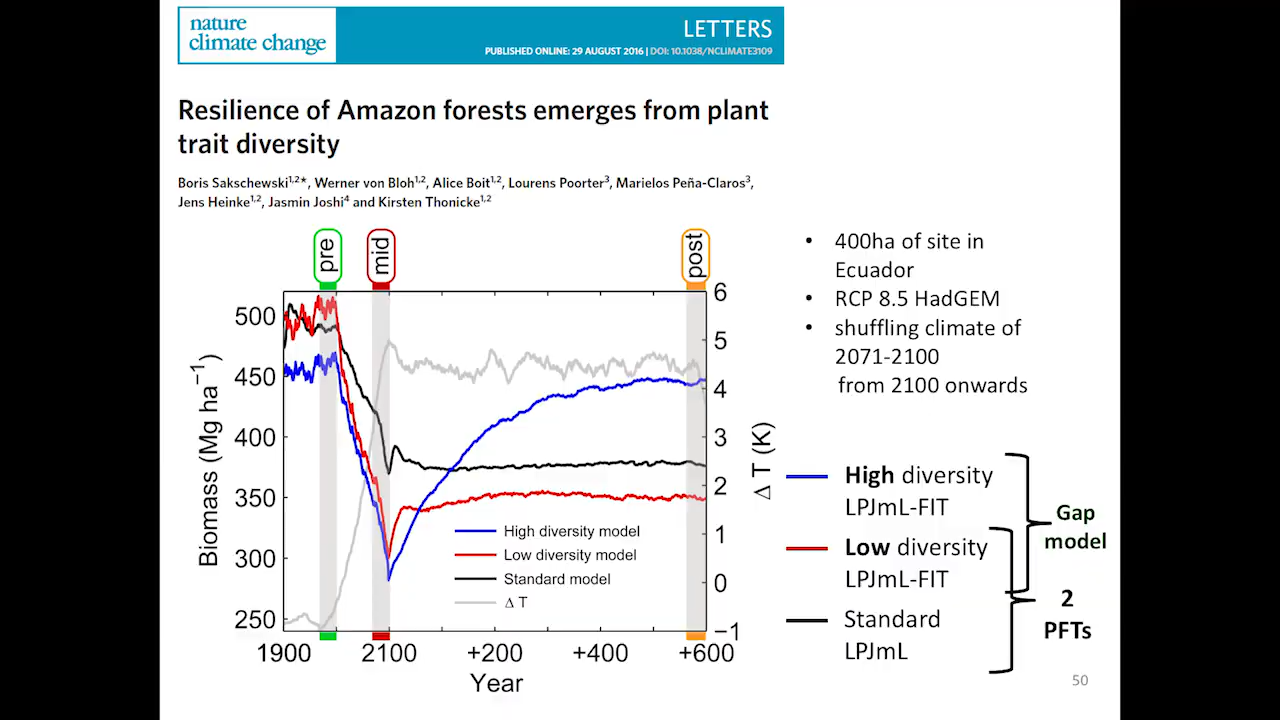 nature
climate change
LETTERS
PUBLISHED ONLINE: 29 AUGUST 2016 | DOI: 10.1038/NCLIMATE3109
Resilience of Amazon forests emerges from plant
trait diversity
Boris Sakschewski1,2*, Werner von Bloh1,2, Alice Boit1,2, Lourens Poorter3, Marielos Peña-Claros3,
Jens Heinke1,2, Jasmin Joshi4 and Kirsten Thonicke1,2
pre
mid
post
500
450
400
350
300
250
Biomass (Mg ha−1)
6
5
4
3
2
1
0
−1
Δ T (K)
High diversity model
Low diversity model
Standard model
Δ T
1900
2100
+200
+400
+600
Year
• 400ha of site in
Ecuador
• RCP 8.5 HadGEM
• shuffling climate of
2071-2100
from 2100 onwards
High diversity
LPJmL-FIT
Low diversity
LPJmL-FIT
Standard
LPJmL
Gap
model
2
PFTs
50